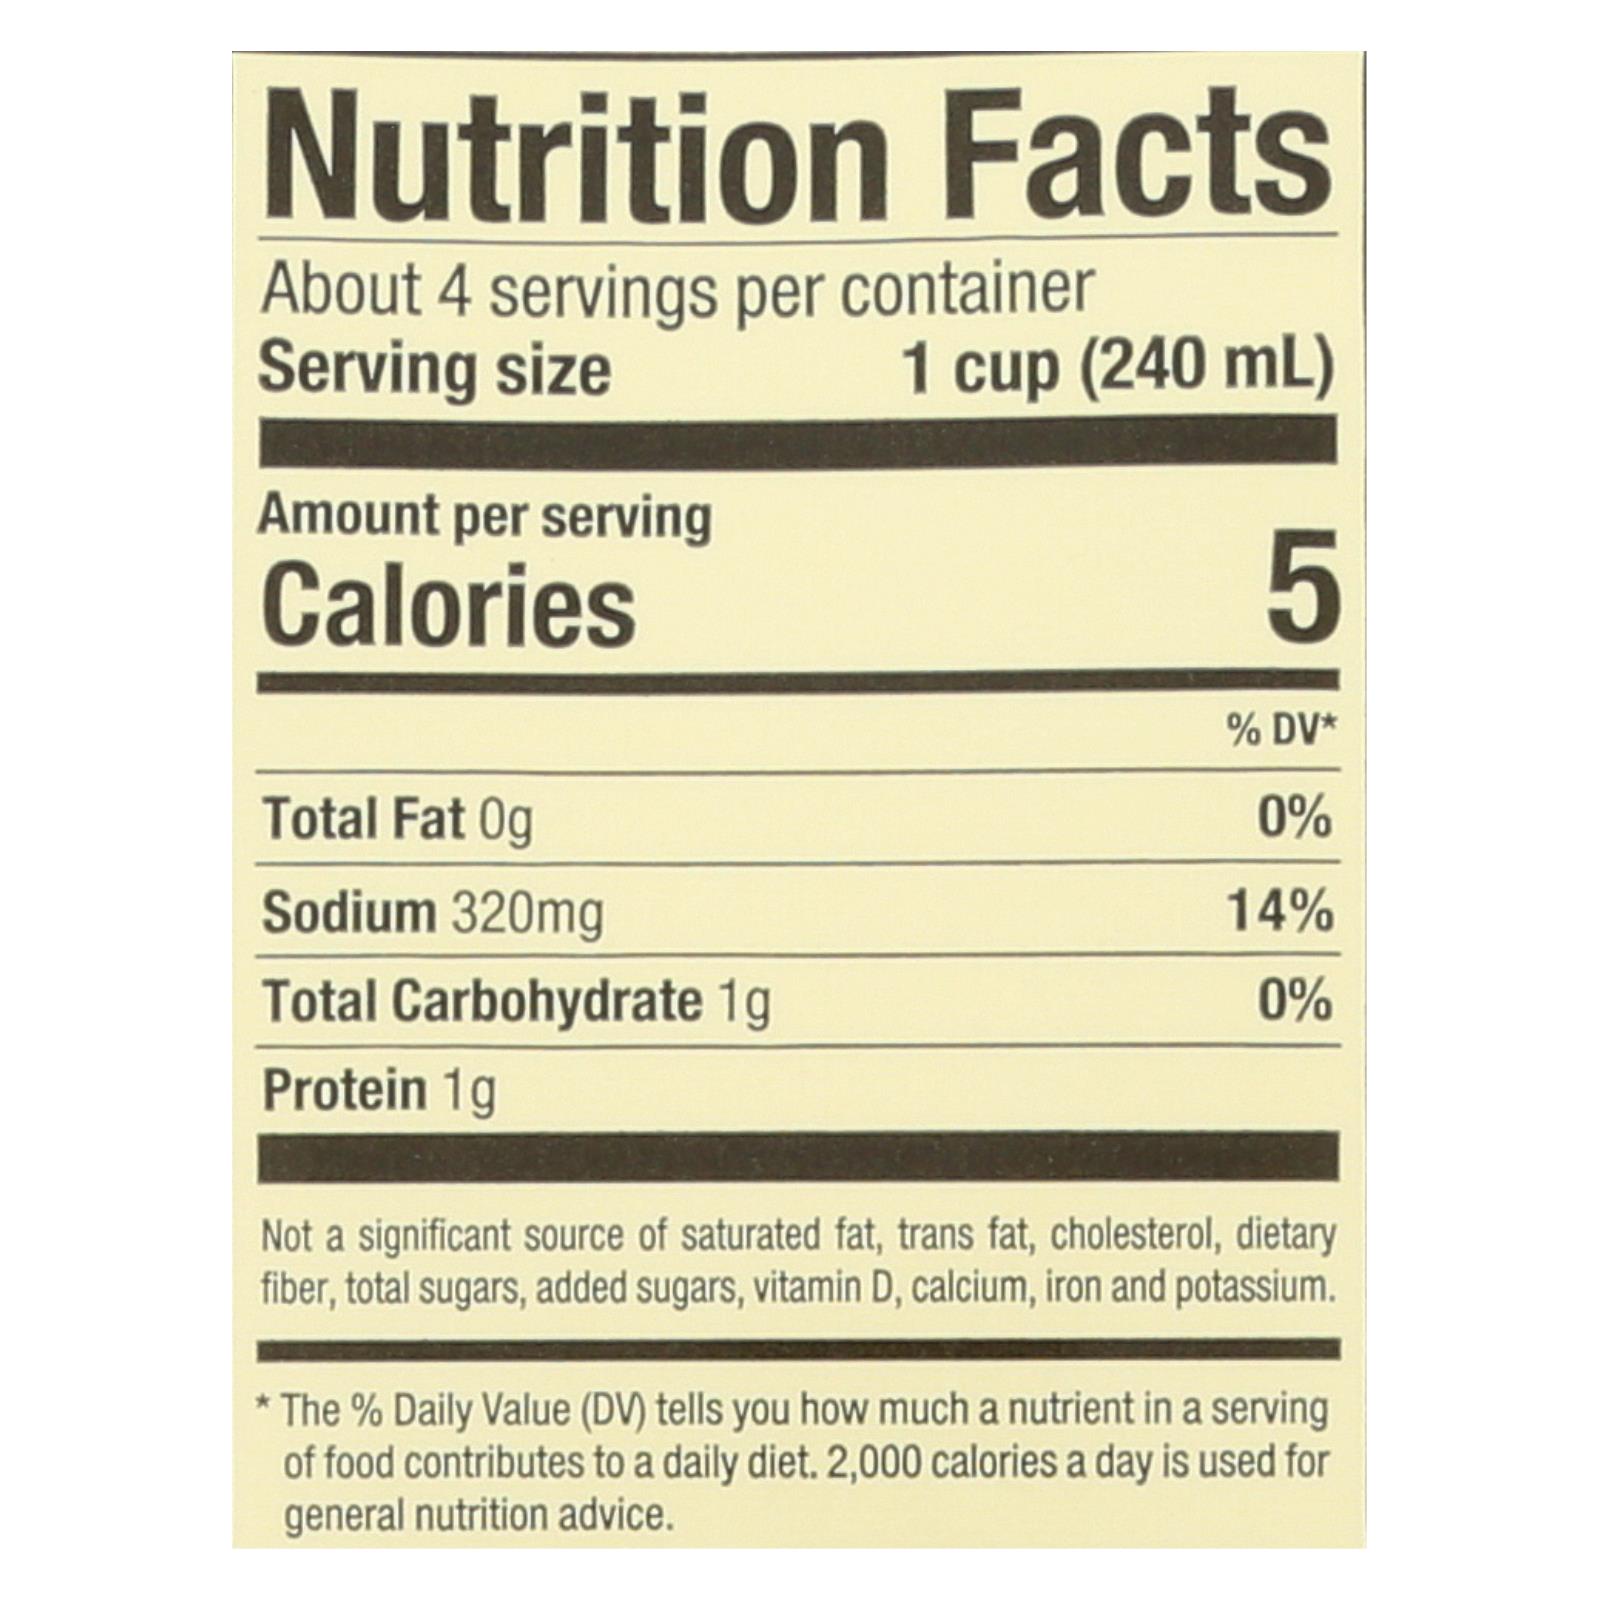 Nutrition Facts
About 4 servings per container
Serving size 1 cup (240 mL)
Amount per serving
Calories 5
% DV*
Total Fat 0g 0%
Sodium 320mg 14%
Total Carbohydrate 1g 0%
Protein 1g
Not a significant source of saturated fat, trans fat, cholesterol, dietary
fiber, total sugars, added sugars, vitamin D, calcium, iron and potassium.
* The % Daily Value (DV) tells you how much a nutrient in a serving
of food contributes to a daily diet. 2,000 calories a day is used for
general nutrition advice.